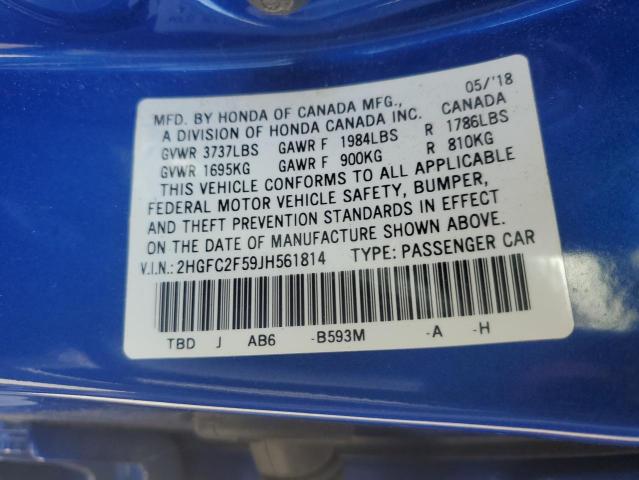 MFD. BY HONDA OF CANADA MFG., 05/'18
A DIVISION OF HONDA CANADA INC. CANADA
GVWR 3737LBS GAWR F 1984LBS R 1786LBS
GVWR 1695KG GAWR F 900KG R 810KG
THIS VEHICLE CONFORMS TO ALL APPLICABLE
FEDERAL MOTOR VEHICLE SAFETY, BUMPER,
AND THEFT PREVENTION STANDARDS IN EFFECT
ON THE DATE OF MANUFACTURE SHOWN ABOVE.
V.I.N.: 2HGFC2F59JH561814 TYPE: PASSENGER CAR
TBD J AB6 -B593M -A -H